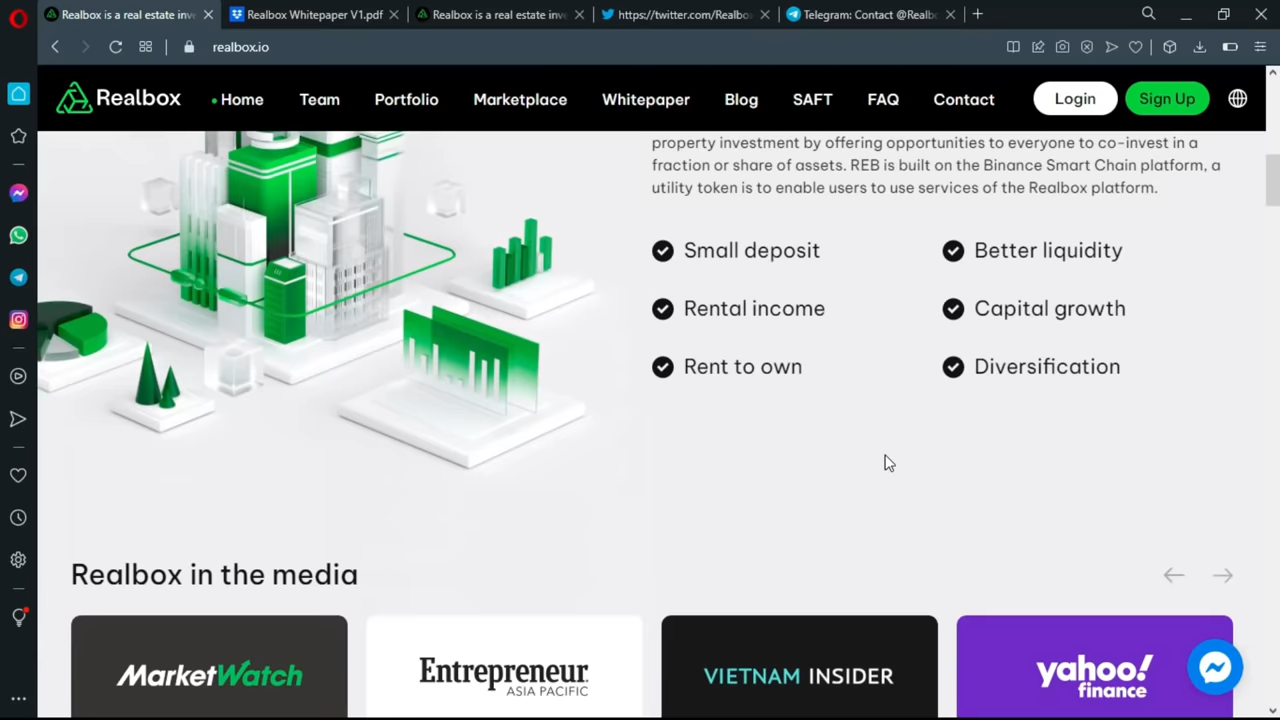 Realbox is a real estate inve
Realbox Whitepaper V1.pdf
Realbox is a real estate inve
https://twitter.com/Realbo
Telegram: Contact @Realb
realbox.io
Realbox
Home
Team
Portfolio
Marketplace
Whitepaper
Blog
SAFT
FAQ
Contact
Login
Sign Up
property investment by offering opportunities to everyone to co-invest in a
fraction or share of assets. REB is built on the Binance Smart Chain platform, a
utility token is to enable users to use services of the Realbox platform.
Small deposit
Better liquidity
Rental income
Capital growth
Rent to own
Diversification
Realbox in the media
MarketWatch
Entrepreneur
ASIA PACIFIC
VIETNAM INSIDER
yahoo!
finance